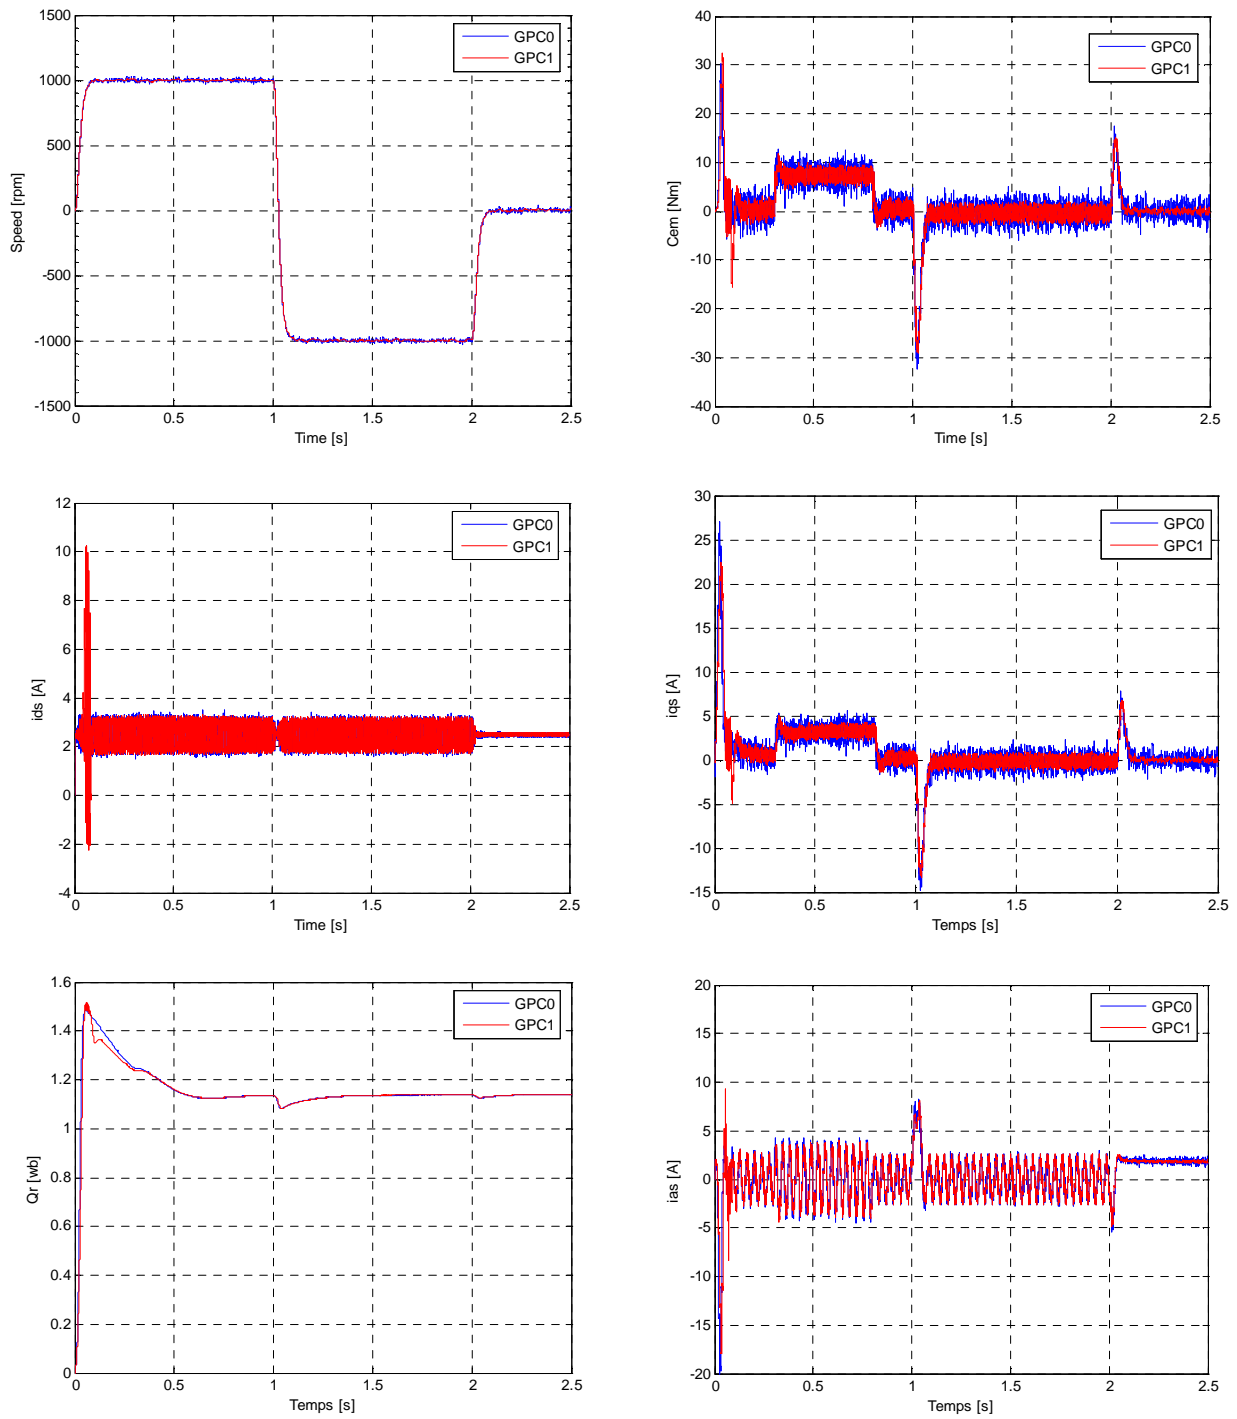 1500
1000
500
0
-500
-1000
-1500
Speed [rpm]
0 0.5 1 1.5 2 2.5
Time [s]
GPC0
GPC1
40
30
20
10
0
-10
-20
-30
-40
Cem [Nm]
0 0.5 1 1.5 2 2.5
Time [s]
GPC0
GPC1
12
10
8
6
4
2
0
-2
-4
ids [A]
0 0.5 1 1.5 2 2.5
Time [s]
GPC0
GPC1
30
25
20
15
10
5
0
-5
-10
-15
iqs [A]
0 0.5 1 1.5 2 2.5
Temps [s]
GPC0
GPC1
1.6
1.4
1.2
1
0.8
0.6
0.4
0.2
0
Qr [wb]
0 0.5 1 1.5 2 2.5
Temps [s]
GPC0
GPC1
20
15
10
5
0
-5
-10
-15
-20
ias [A]
0 0.5 1 1.5 2 2.5
Temps [s]
GPC0
GPC1